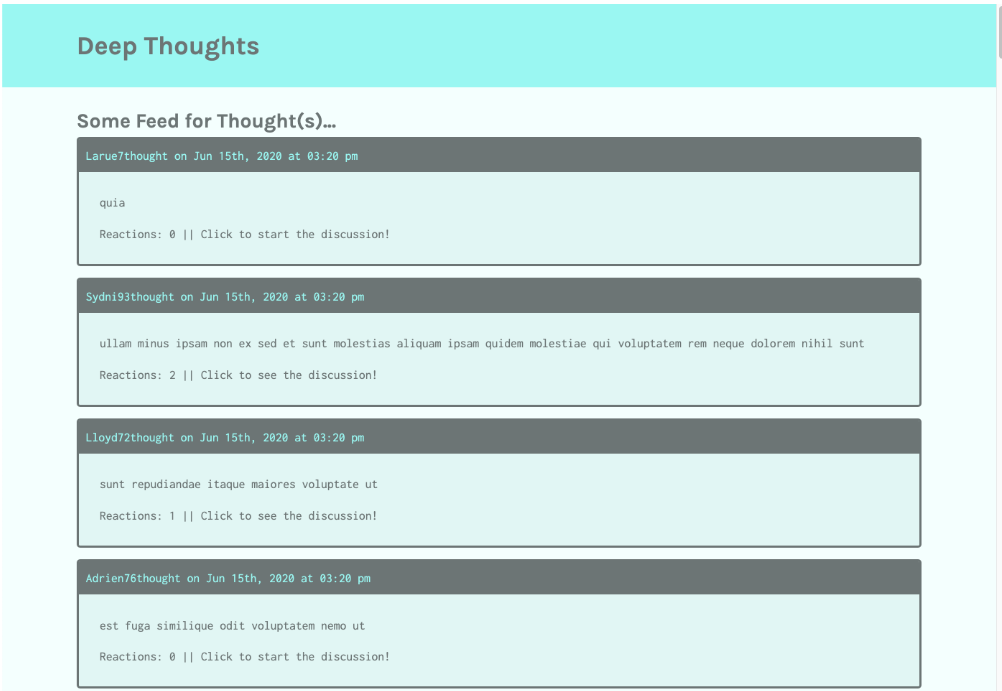 Deep Thoughts
Some Feed for Thought(s)...
Larue7thought on Jun 15th, 2020 at 03:20 pm
quia
Reactions: 0 || Click to start the discussion!
Sydni93thought on Jun 15th, 2020 at 03:20 pm
ullam minus ipsam non ex sed et sunt molestias aliquam ipsam quidem molestiae qui voluptatem rem neque dolorem nihil sunt
Reactions: 2 || Click to see the discussion!
Lloyd72thought on Jun 15th, 2020 at 03:20 pm
sunt repudiandae itaque maiores voluptate ut
Reactions: 1 || Click to see the discussion!
Adrien76thought on Jun 15th, 2020 at 03:20 pm
est fuga similique odit voluptatem nemo ut
Reactions: 0 || Click to start the discussion!